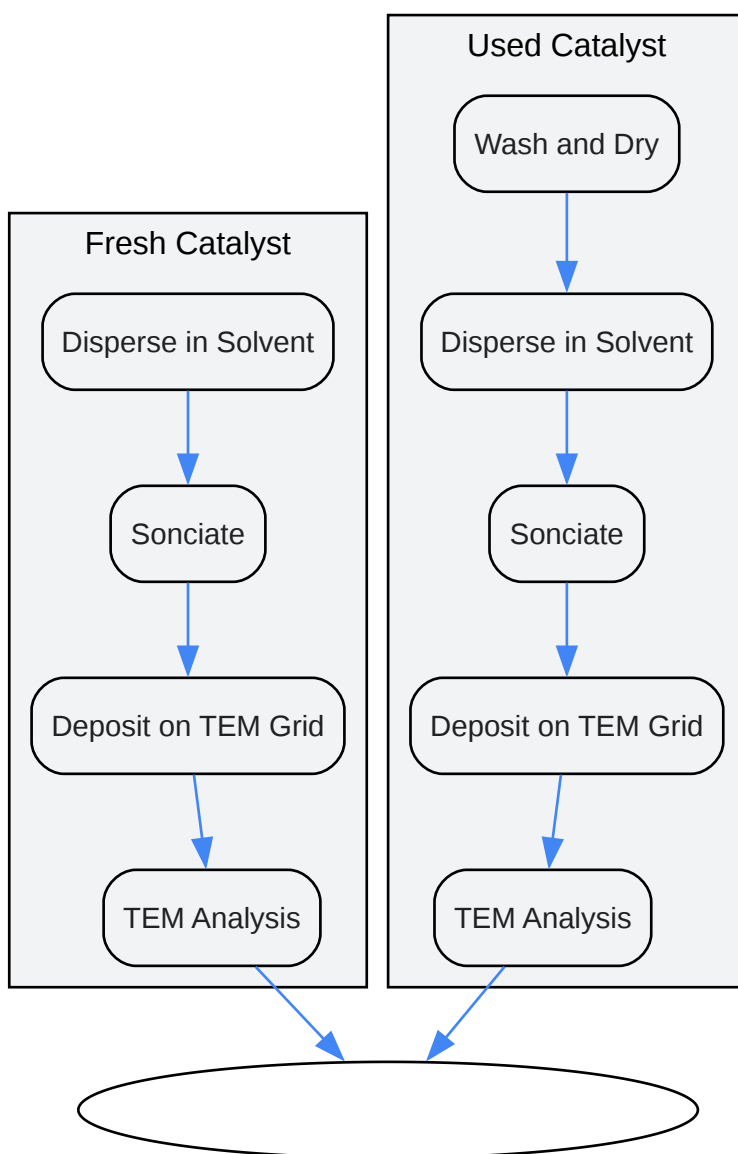 Used Catalyst
Wash and Dry
Fresh Catalyst
Disperse in Solvent
Disperse in Solvent
Sonciate
Sonciate
Deposit on TEM Grid
Deposit on TEM Grid
TEM Analysis
TEM Analysis